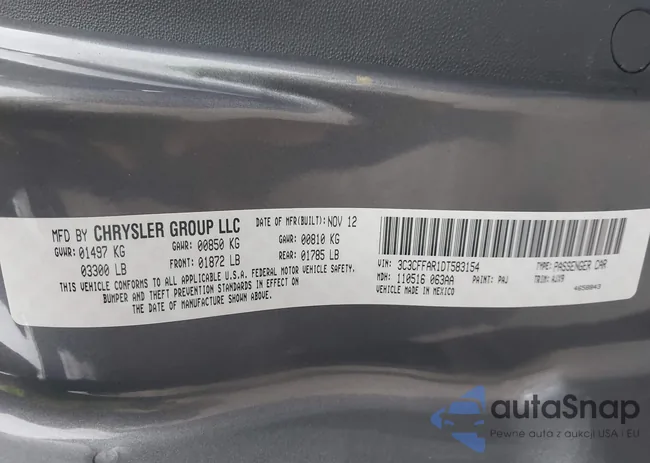 MFD BY CHRYSLER GROUP LLC DATE OF MFR(BUILT): NOV 12
GVWR: 01497 KG GAWR: 00850 KG GAWR: 00810 KG
03300 LB FRONT: 01872 LB REAR: 01785 LB
THIS VEHICLE CONFORMS TO ALL APPLICABLE U.S.A. FEDERAL MOTOR VEHICLE SAFETY,
BUMPER AND THEFT PREVENTION STANDARDS IN EFFECT ON
THE DATE OF MANUFACTURE SHOWN ABOVE.
VIN: 3C3CFFAR1DT583154 TYPE: PASSENGER CAR
MDH: 110516 063AA PAINT: PAU TRIM: AJX9
VEHICLE MADE IN MEXICO
autaSnap
Pewne auto z aukcji USA i EU